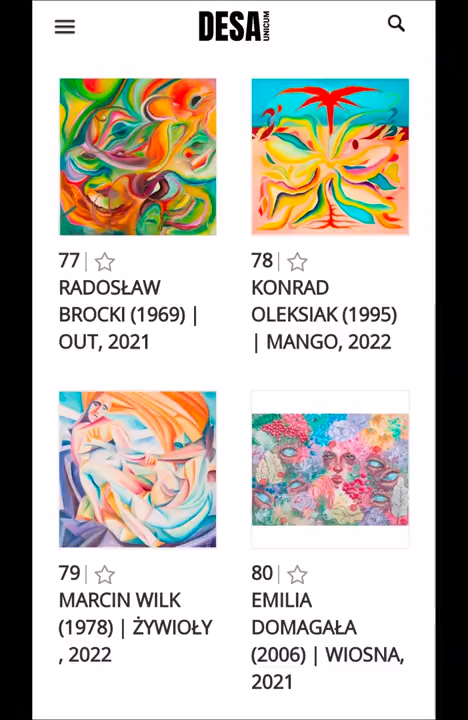 DESA UNICUM
77 |
RADOSŁAW
BROCKI (1969) |
OUT, 2021
78 |
KONRAD
OLEKSIAK (1995)
| MANGO, 2022
79 |
MARCIN WILK
(1978) | ŻYWIOŁY
, 2022
80 |
EMILIA
DOMAGAŁA
(2006) | WIOSNA,
2021